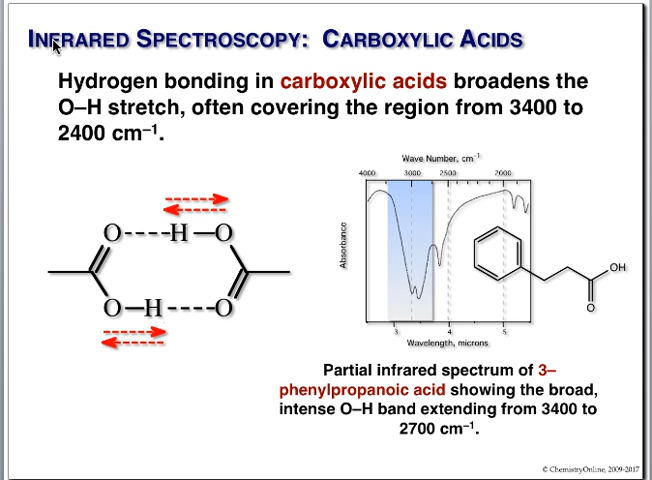 INFRARED SPECTROSCOPY: CARBOXYLIC ACIDS
Hydrogen bonding in carboxylic acids broadens the
O–H stretch, often covering the region from 3400 to
2400 cm⁻¹.
Wave Number, cm⁻¹
4000 3000 2500 2000
Absorbance
O H O
O H O
OH
O
3 4 5
Wavelength, microns
Partial infrared spectrum of 3–
phenylpropanoic acid showing the broad,
intense O–H band extending from 3400 to
2700 cm⁻¹.
© ChemistryOnline, 2009-2017